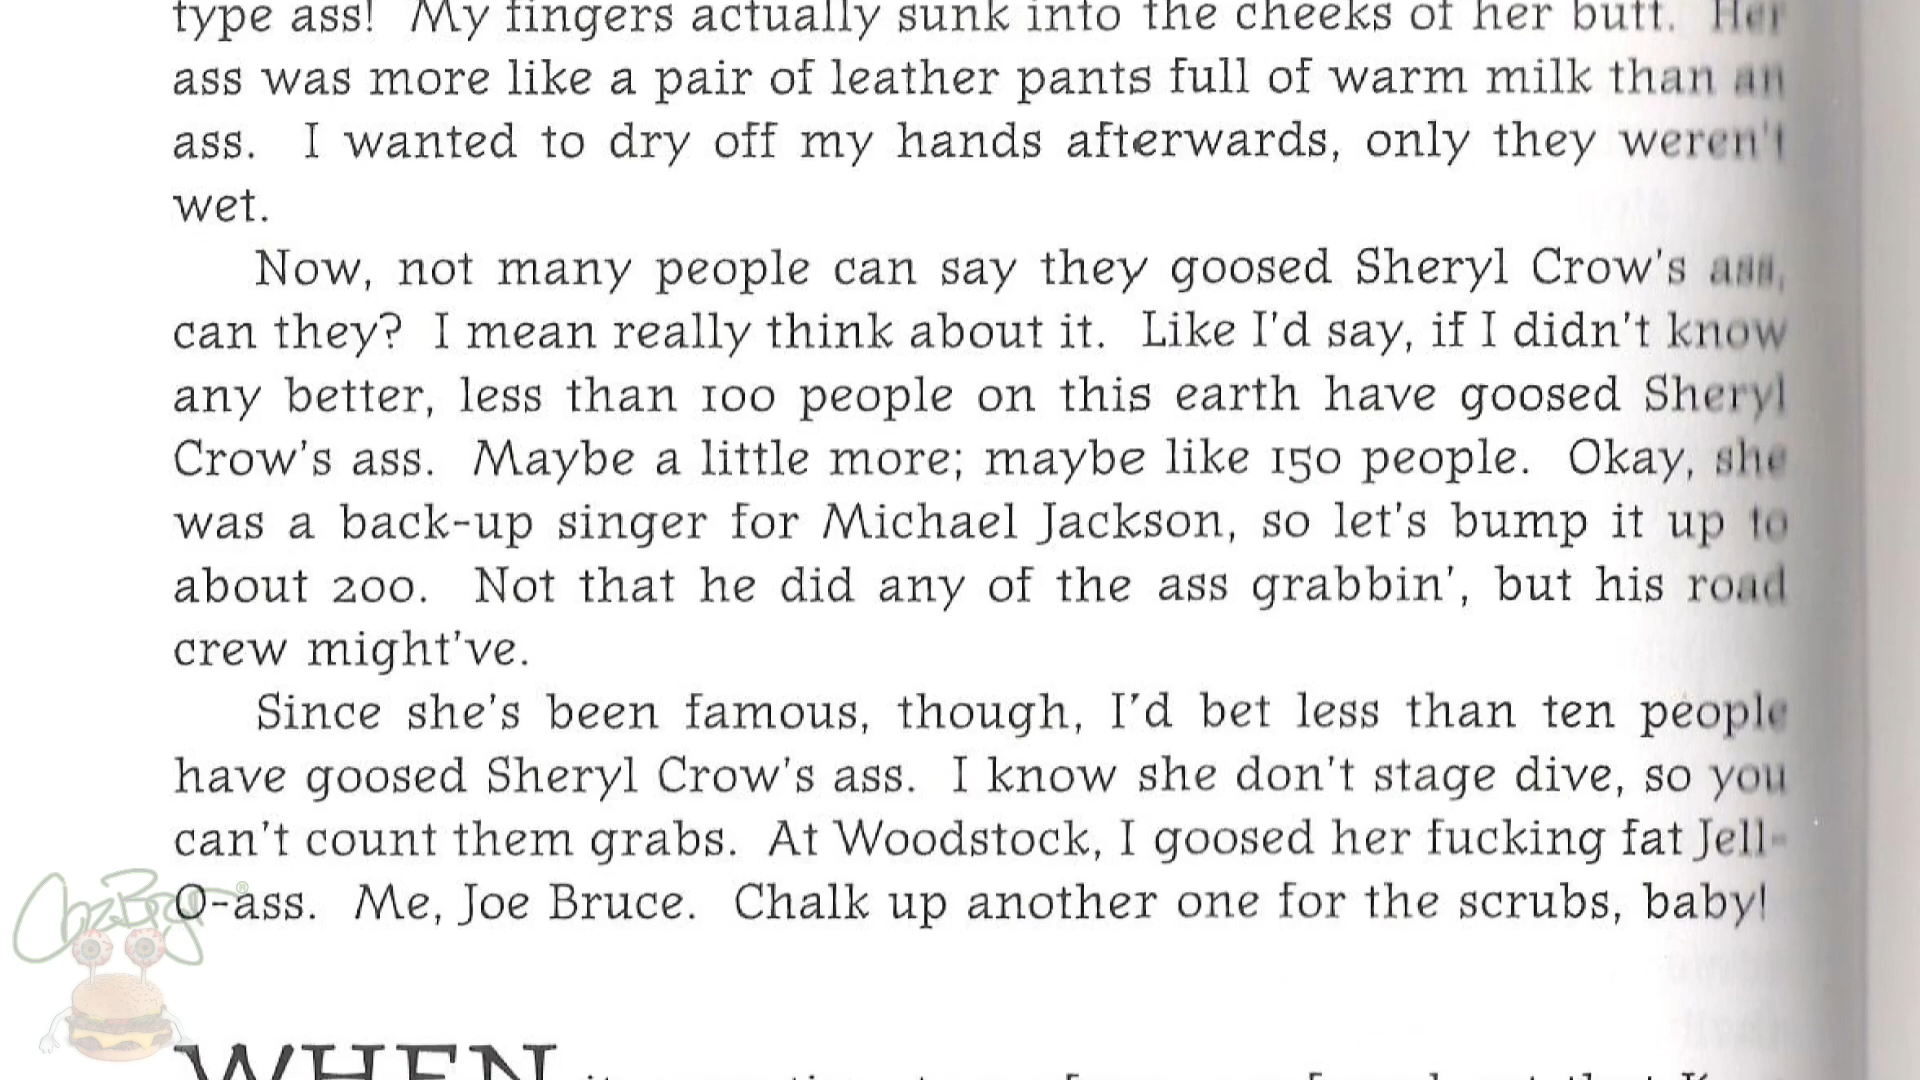 type ass! My fingers actually sunk into the cheeks of her butt. Her
ass was more like a pair of leather pants full of warm milk than an
ass. I wanted to dry off my hands afterwards, only they weren't
wet.
Now, not many people can say they goosed Sheryl Crow's ass,
can they? I mean really think about it. Like I'd say, if I didn't know
any better, less than 100 people on this earth have goosed Sheryl
Crow's ass. Maybe a little more; maybe like 150 people. Okay, she
was a back-up singer for Michael Jackson, so let's bump it up to
about 200. Not that he did any of the ass grabbin', but his road
crew might've.
Since she's been famous, though, I'd bet less than ten people
have goosed Sheryl Crow's ass. I know she don't stage dive, so you
can't count them grabs. At Woodstock, I goosed her fucking fat Jell-
O-ass. Me, Joe Bruce. Chalk up another one for the scrubs, baby!
WHEN